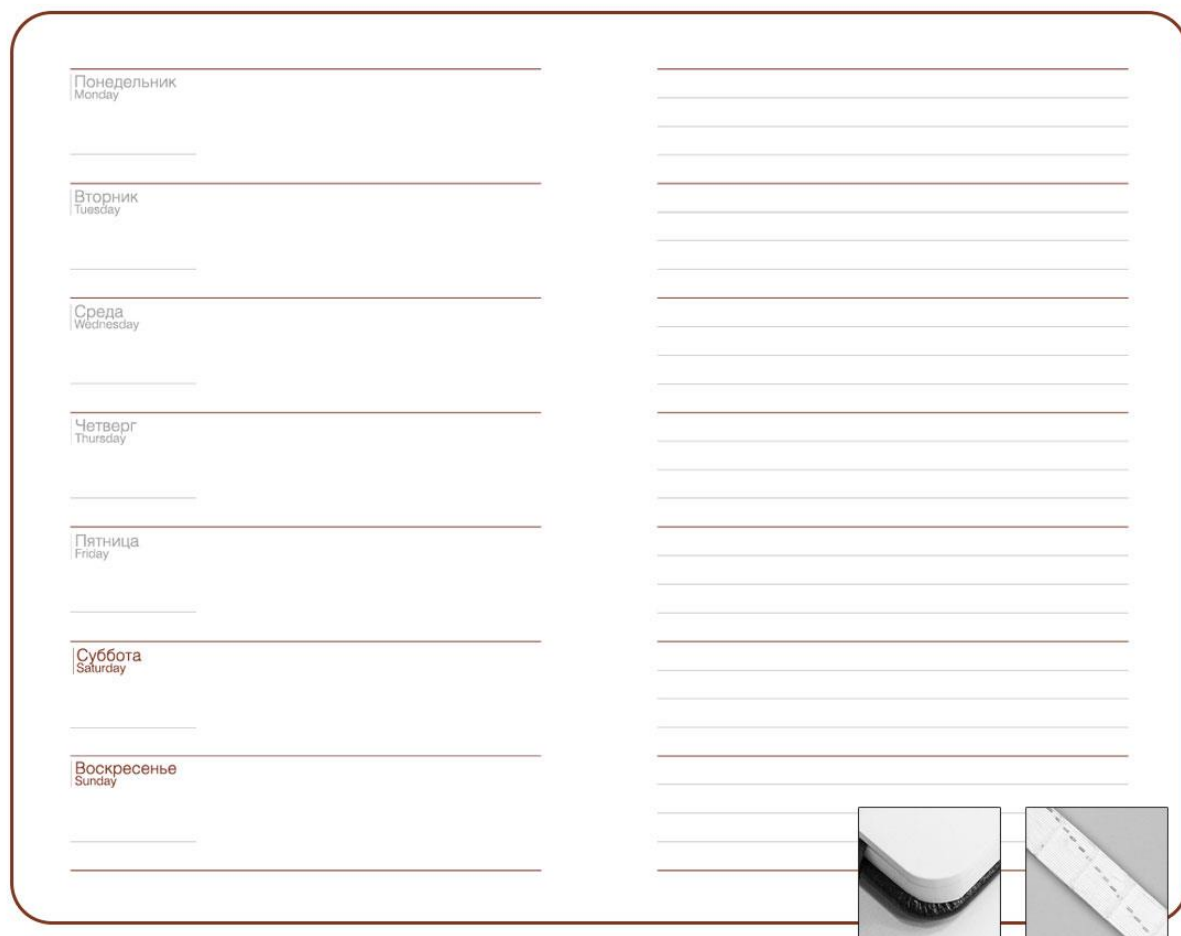 Понедельник
Monday
Вторник
Tuesday
Среда
Wednesday
Четверг
Thursday
Пятница
Friday
Суббота
Saturday
Воскресенье
Sunday